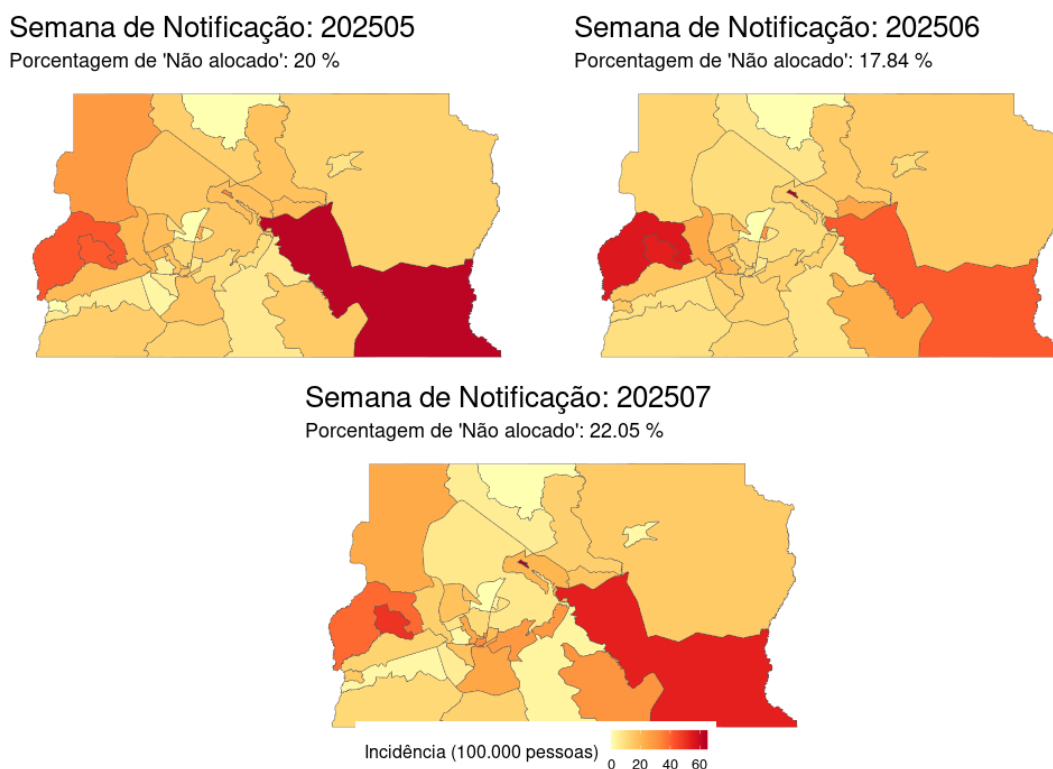 Semana de Notificação: 202505
Porcentagem de 'Não alocado': 20 %
Semana de Notificação: 202506
Porcentagem de 'Não alocado': 17.84 %
Semana de Notificação: 202507
Porcentagem de 'Não alocado': 22.05 %
Incidência (100.000 pessoas)
0 20 40 60